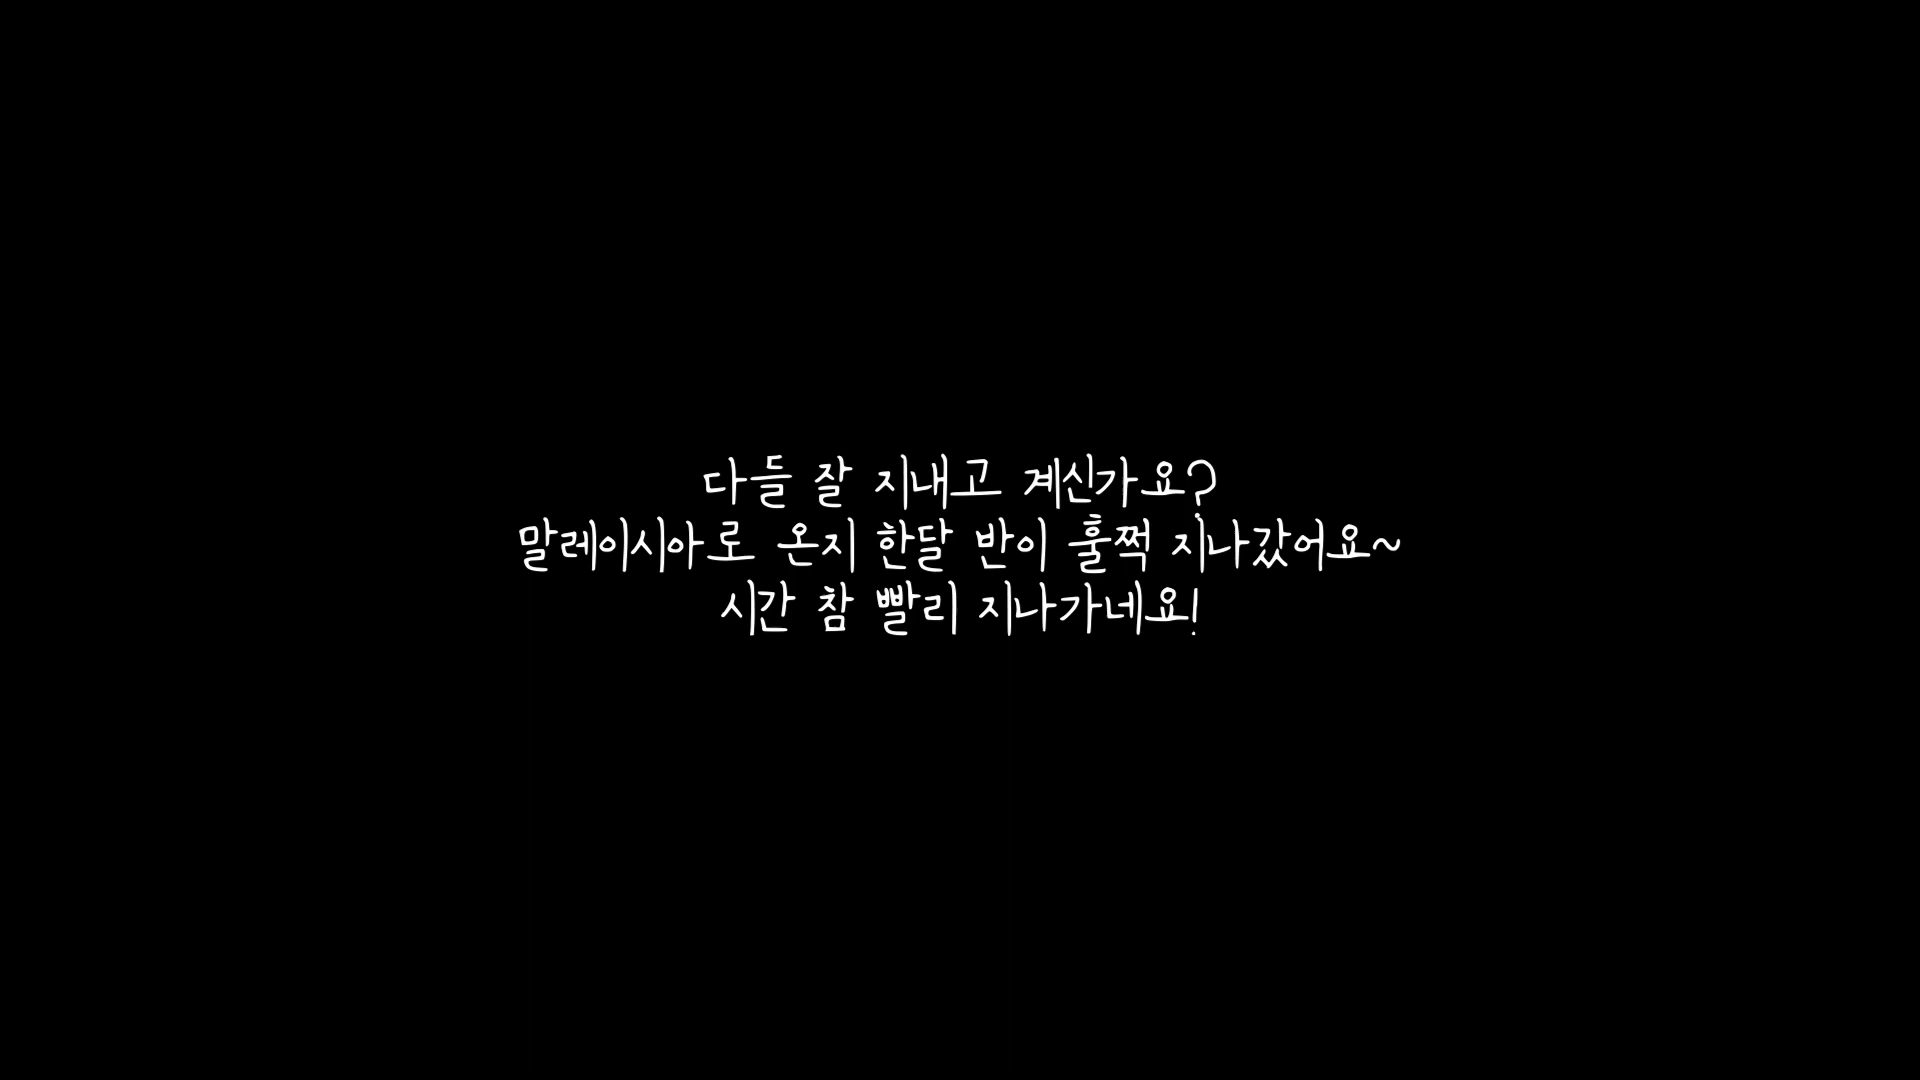 다들 잘 지내고 계신가요?
말레이시아로 온지 한달 반이 훌쩍 지나갔어요~
시간 참 빨리 지나가네요!